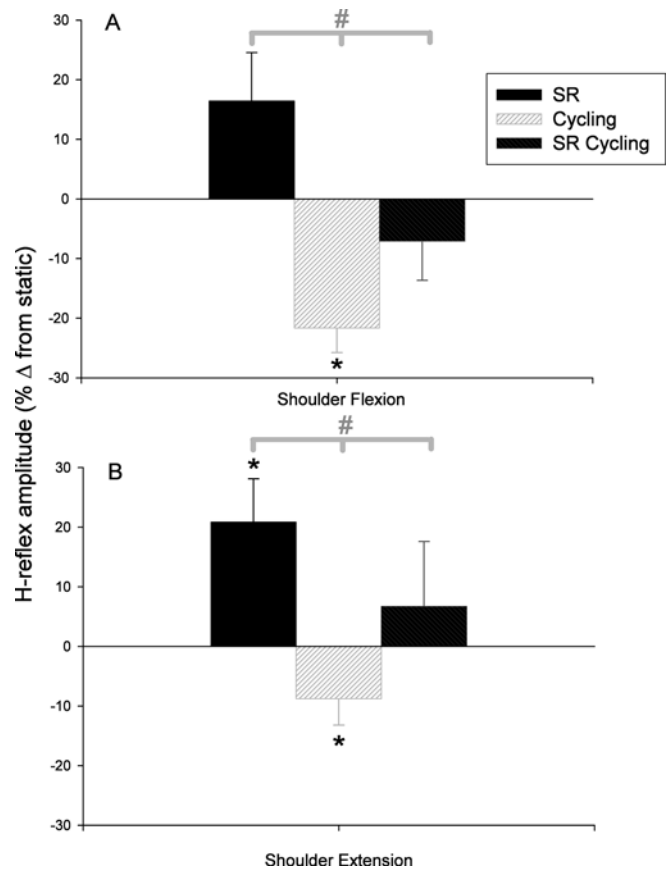 A
#
30
20
10
0
-10
-20
-30
SR
Cycling
SR Cycling
*
Shoulder Flexion
H-reflex amplitude (% Δ from static)
B
#
*
30
20
10
0
-10
-20
-30
*
Shoulder Extension